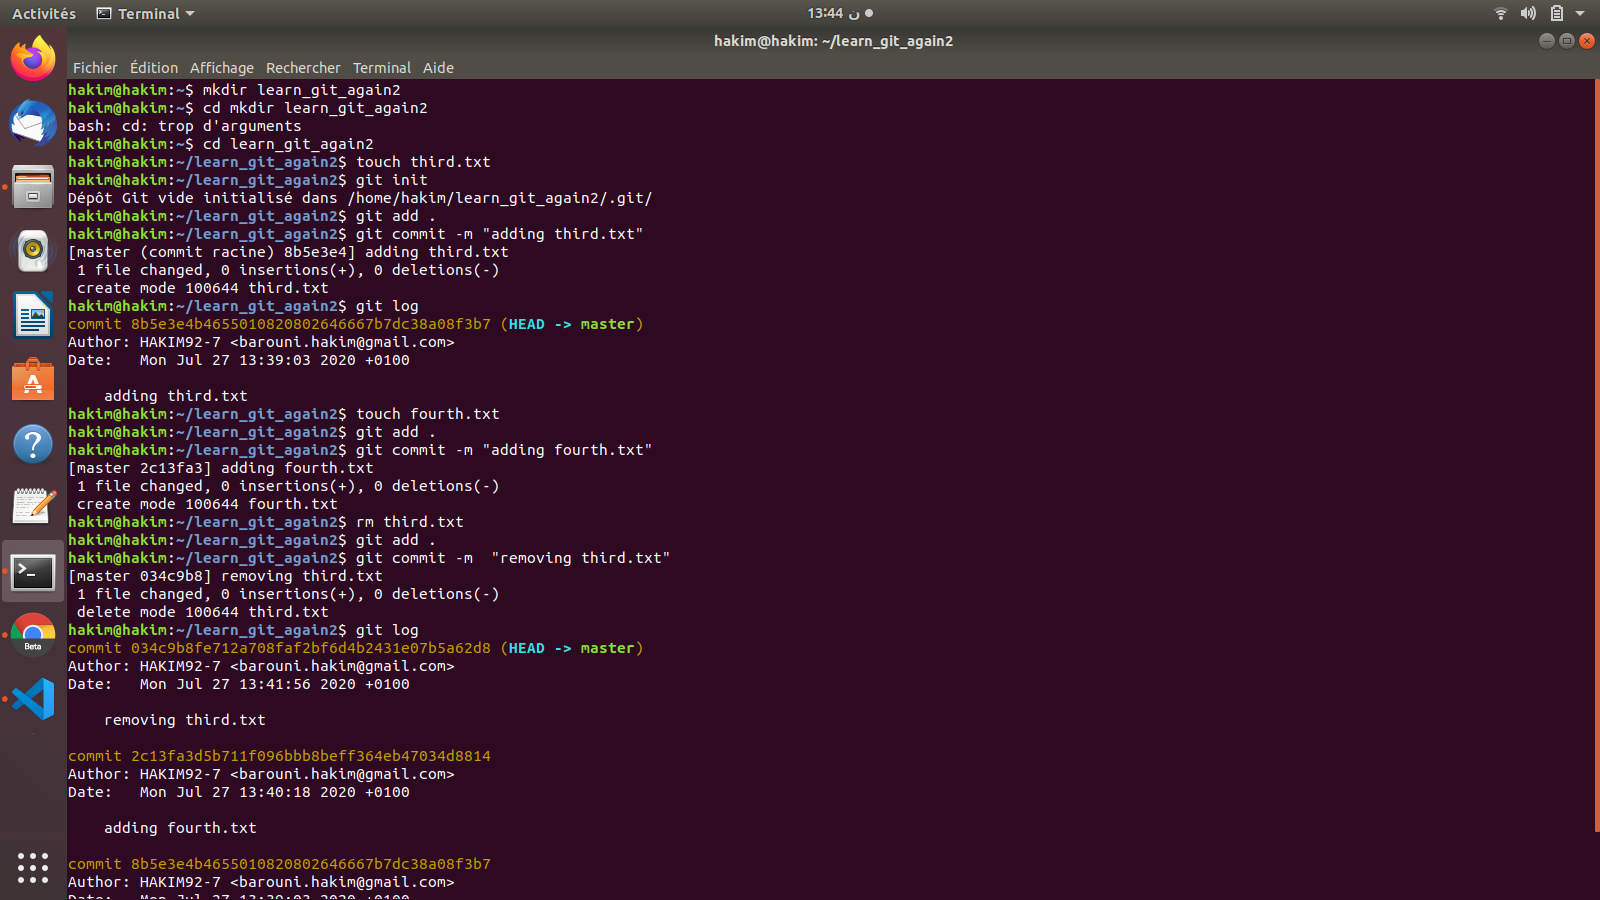 Activités Terminal 13:44 ن
hakim@hakim: ~/learn_git_again2
Fichier Édition Affichage Rechercher Terminal Aide
hakim@hakim:~$ mkdir learn_git_again2
hakim@hakim:~$ cd mkdir learn_git_again2
bash: cd: trop d'arguments
hakim@hakim:~$ cd learn_git_again2
hakim@hakim:~/learn_git_again2$ touch third.txt
hakim@hakim:~/learn_git_again2$ git init
Dépôt Git vide initialisé dans /home/hakim/learn_git_again2/.git/
hakim@hakim:~/learn_git_again2$ git add .
hakim@hakim:~/learn_git_again2$ git commit -m "adding third.txt"
[master (commit racine) 8b5e3e4] adding third.txt
 1 file changed, 0 insertions(+), 0 deletions(-)
 create mode 100644 third.txt
hakim@hakim:~/learn_git_again2$ git log
commit 8b5e3e4b4655010820802646667b7dc38a08f3b7 (HEAD -> master)
Author: HAKIM92-7 <barouni.hakim@gmail.com>
Date:   Mon Jul 27 13:39:03 2020 +0100
    adding third.txt
hakim@hakim:~/learn_git_again2$ touch fourth.txt
hakim@hakim:~/learn_git_again2$ git add .
hakim@hakim:~/learn_git_again2$ git commit -m "adding fourth.txt"
[master 2c13fa3] adding fourth.txt
 1 file changed, 0 insertions(+), 0 deletions(-)
 create mode 100644 fourth.txt
hakim@hakim:~/learn_git_again2$ rm third.txt
hakim@hakim:~/learn_git_again2$ git add .
hakim@hakim:~/learn_git_again2$ git commit -m  "removing third.txt"
[master 034c9b8] removing third.txt
 1 file changed, 0 insertions(+), 0 deletions(-)
 delete mode 100644 third.txt
hakim@hakim:~/learn_git_again2$ git log
commit 034c9b8fe712a708faf2bf6d4b2431e07b5a62d8 (HEAD -> master)
Author: HAKIM92-7 <barouni.hakim@gmail.com>
Date:   Mon Jul 27 13:41:56 2020 +0100
    removing third.txt
commit 2c13fa3d5b711f096bbb8beff364eb47034d8814
Author: HAKIM92-7 <barouni.hakim@gmail.com>
Date:   Mon Jul 27 13:40:18 2020 +0100
    adding fourth.txt
commit 8b5e3e4b4655010820802646667b7dc38a08f3b7
Author: HAKIM92-7 <barouni.hakim@gmail.com>
Date:   Mon Jul 27 13:39:03 2020 +0100
Beta